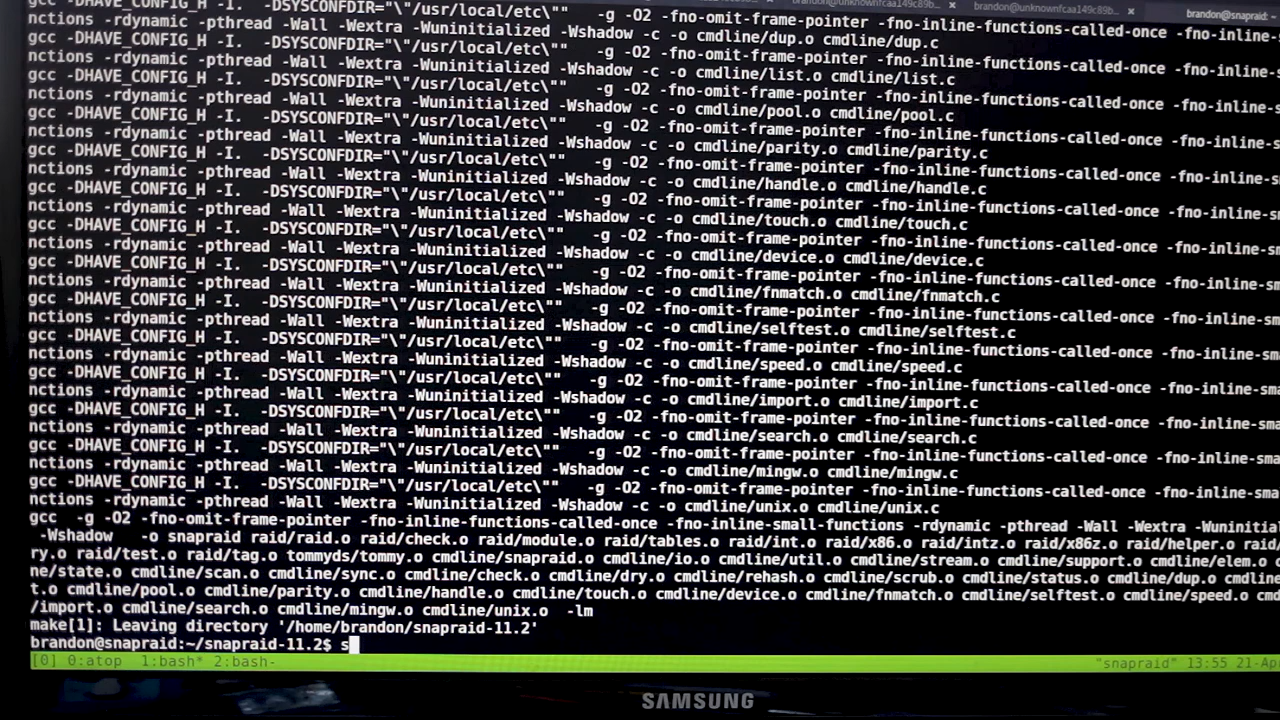 brandon@unknownfcaa149c89b... × brandon@unknownfcaa149c89b... × brandon@snapraid: ~
gcc -DHAVE_CONFIG_H -I. -DSYSCONFDIR="\"/usr/local/etc\"" -g -O2 -fno-omit-frame-pointer -fno-inline-functions-called-once -fno-inline-s
nctions -rdynamic -pthread -Wall -Wextra -Wuninitialized -Wshadow -c -o cmdline/dup.o cmdline/dup.c
gcc -DHAVE_CONFIG_H -I. -DSYSCONFDIR="\"/usr/local/etc\"" -g -O2 -fno-omit-frame-pointer -fno-inline-functions-called-once -fno-inline-s
nctions -rdynamic -pthread -Wall -Wextra -Wuninitialized -Wshadow -c -o cmdline/list.o cmdline/list.c
gcc -DHAVE_CONFIG_H -I. -DSYSCONFDIR="\"/usr/local/etc\"" -g -O2 -fno-omit-frame-pointer -fno-inline-functions-called-once -fno-inline-s
nctions -rdynamic -pthread -Wall -Wextra -Wuninitialized -Wshadow -c -o cmdline/pool.o cmdline/pool.c
gcc -DHAVE_CONFIG_H -I. -DSYSCONFDIR="\"/usr/local/etc\"" -g -O2 -fno-omit-frame-pointer -fno-inline-functions-called-once -fno-inline-s
nctions -rdynamic -pthread -Wall -Wextra -Wuninitialized -Wshadow -c -o cmdline/parity.o cmdline/parity.c
gcc -DHAVE_CONFIG_H -I. -DSYSCONFDIR="\"/usr/local/etc\"" -g -O2 -fno-omit-frame-pointer -fno-inline-functions-called-once -fno-inline-s
nctions -rdynamic -pthread -Wall -Wextra -Wuninitialized -Wshadow -c -o cmdline/handle.o cmdline/handle.c
gcc -DHAVE_CONFIG_H -I. -DSYSCONFDIR="\"/usr/local/etc\"" -g -O2 -fno-omit-frame-pointer -fno-inline-functions-called-once -fno-inline-s
nctions -rdynamic -pthread -Wall -Wextra -Wuninitialized -Wshadow -c -o cmdline/touch.o cmdline/touch.c
gcc -DHAVE_CONFIG_H -I. -DSYSCONFDIR="\"/usr/local/etc\"" -g -O2 -fno-omit-frame-pointer -fno-inline-functions-called-once -fno-inline-sm
nctions -rdynamic -pthread -Wall -Wextra -Wuninitialized -Wshadow -c -o cmdline/device.o cmdline/device.c
gcc -DHAVE_CONFIG_H -I. -DSYSCONFDIR="\"/usr/local/etc\"" -g -O2 -fno-omit-frame-pointer -fno-inline-functions-called-once -fno-inline-sm
nctions -rdynamic -pthread -Wall -Wextra -Wuninitialized -Wshadow -c -o cmdline/fnmatch.o cmdline/fnmatch.c
gcc -DHAVE_CONFIG_H -I. -DSYSCONFDIR="\"/usr/local/etc\"" -g -O2 -fno-omit-frame-pointer -fno-inline-functions-called-once -fno-inline-sm
nctions -rdynamic -pthread -Wall -Wextra -Wuninitialized -Wshadow -c -o cmdline/selftest.o cmdline/selftest.c
gcc -DHAVE_CONFIG_H -I. -DSYSCONFDIR="\"/usr/local/etc\"" -g -O2 -fno-omit-frame-pointer -fno-inline-functions-called-once -fno-inline-sma
nctions -rdynamic -pthread -Wall -Wextra -Wuninitialized -Wshadow -c -o cmdline/speed.o cmdline/speed.c
gcc -DHAVE_CONFIG_H -I. -DSYSCONFDIR="\"/usr/local/etc\"" -g -O2 -fno-omit-frame-pointer -fno-inline-functions-called-once -fno-inline-sma
nctions -rdynamic -pthread -Wall -Wextra -Wuninitialized -Wshadow -c -o cmdline/import.o cmdline/import.c
gcc -DHAVE_CONFIG_H -I. -DSYSCONFDIR="\"/usr/local/etc\"" -g -O2 -fno-omit-frame-pointer -fno-inline-functions-called-once -fno-inline-sma
nctions -rdynamic -pthread -Wall -Wextra -Wuninitialized -Wshadow -c -o cmdline/search.o cmdline/search.c
gcc -DHAVE_CONFIG_H -I. -DSYSCONFDIR="\"/usr/local/etc\"" -g -O2 -fno-omit-frame-pointer -fno-inline-functions-called-once -fno-inline-sma
nctions -rdynamic -pthread -Wall -Wextra -Wuninitialized -Wshadow -c -o cmdline/mingw.o cmdline/mingw.c
gcc -DHAVE_CONFIG_H -I. -DSYSCONFDIR="\"/usr/local/etc\"" -g -O2 -fno-omit-frame-pointer -fno-inline-functions-called-once -fno-inline-sma
nctions -rdynamic -pthread -Wall -Wextra -Wuninitialized -Wshadow -c -o cmdline/unix.o cmdline/unix.c
gcc -g -O2 -fno-omit-frame-pointer -fno-inline-functions-called-once -fno-inline-small-functions -rdynamic -pthread -Wall -Wextra -Wuninitial
-Wshadow -o snapraid raid/raid.o raid/check.o raid/module.o raid/tables.o raid/int.o raid/x86.o raid/intz.o raid/x86z.o raid/helper.o raid/
ry.o raid/test.o raid/tag.o tommyds/tommy.o cmdline/snapraid.o cmdline/io.o cmdline/util.o cmdline/stream.o cmdline/support.o cmdline/elem.o c
ne/state.o cmdline/scan.o cmdline/sync.o cmdline/check.o cmdline/dry.o cmdline/rehash.o cmdline/scrub.o cmdline/status.o cmdline/dup.o cmdline
t.o cmdline/pool.o cmdline/parity.o cmdline/handle.o cmdline/touch.o cmdline/device.o cmdline/fnmatch.o cmdline/selftest.o cmdline/speed.o cmd
/import.o cmdline/search.o cmdline/mingw.o cmdline/unix.o -lm
make[1]: Leaving directory '/home/brandon/snapraid-11.2'
brandon@snapraid:~/snapraid-11.2$ s
[0] 0:atop 1:bash* 2:bash- "snapraid" 13:55 21-Ap
SAMSUNG